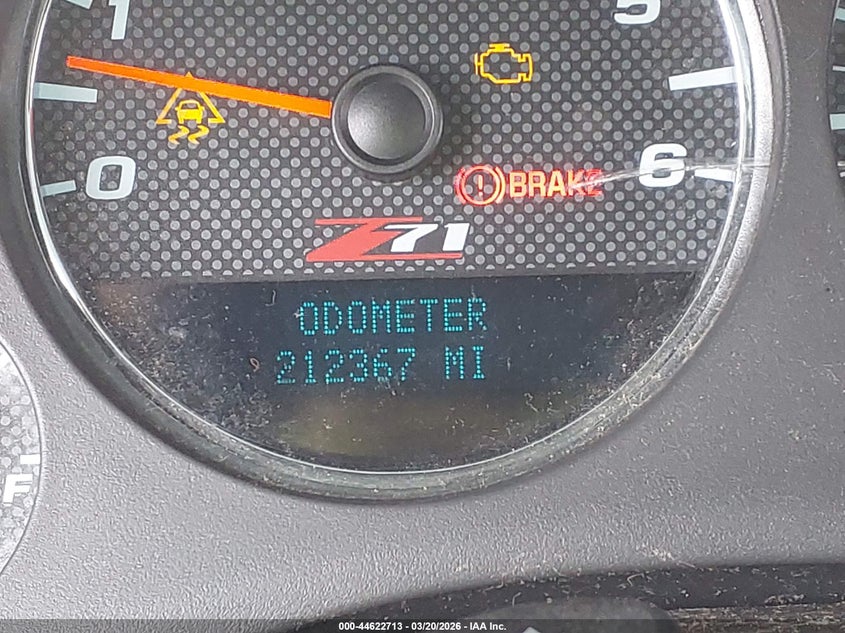 1
5
0
6
BRAKE
Z71
ODOMETER
212367 MI
F
000-44622713 - 03/20/2026 - IAA Inc.